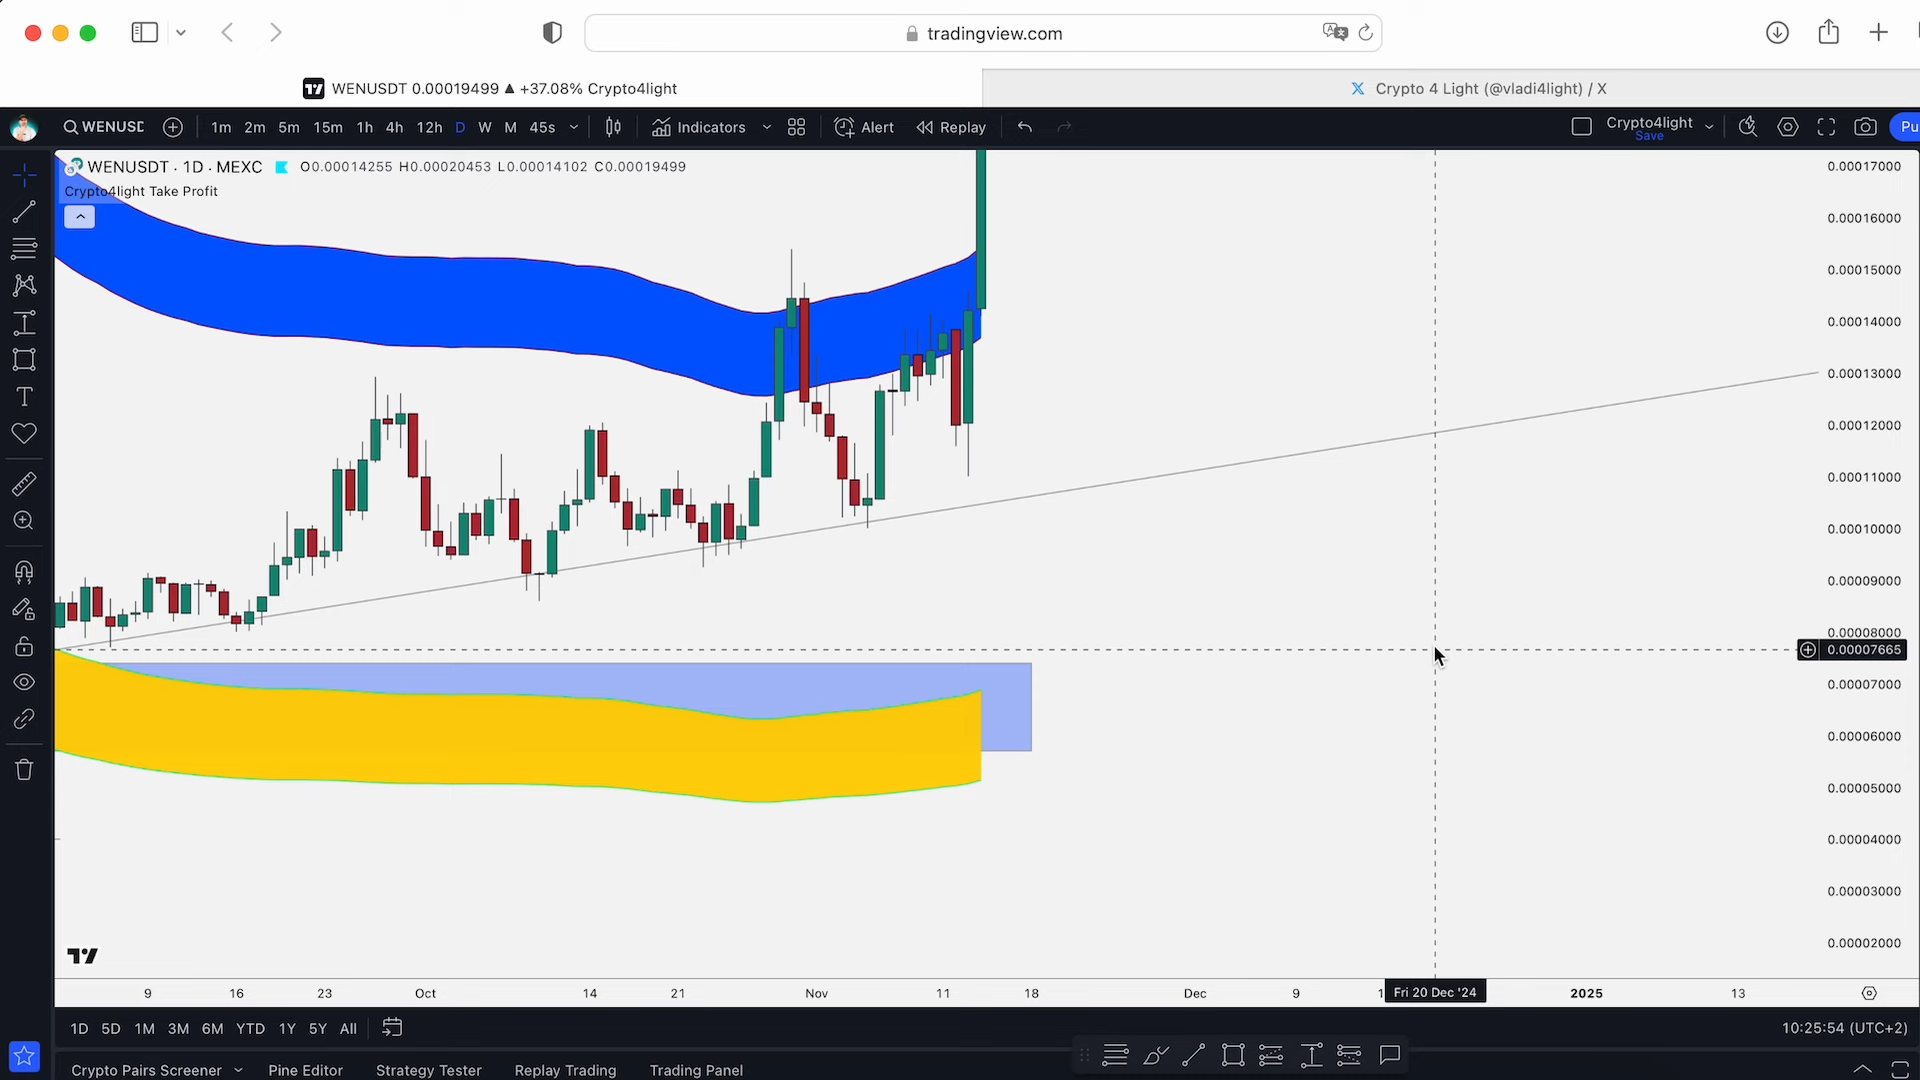 tradingview.com
WENUSDT 0.00019499 ▲ +37.08% Crypto4light
Crypto 4 Light (@vladi4light) / X
WENUSD
1m 2m 5m 15m 1h 4h 12h D W M 45s
Indicators
Alert
Replay
Crypto4light
Save
Pu
WENUSDT · 1D · MEXC
O0.00014255 H0.00020453 L0.00014102 C0.00019499
Crypto4light Take Profit
0.00017000
0.00016000
0.00015000
0.00014000
0.00013000
0.00012000
0.00011000
0.00010000
0.00009000
0.00008000
0.00007665
0.00007000
0.00006000
0.00005000
0.00004000
0.00003000
0.00002000
9 16 23 Oct 14 21 Nov 11 18 Dec 9 1 Fri 20 Dec '24 2025 13
1D 5D 1M 3M 6M YTD 1Y 5Y All
10:25:54 (UTC+2)
Crypto Pairs Screener
Pine Editor
Strategy Tester
Replay Trading
Trading Panel